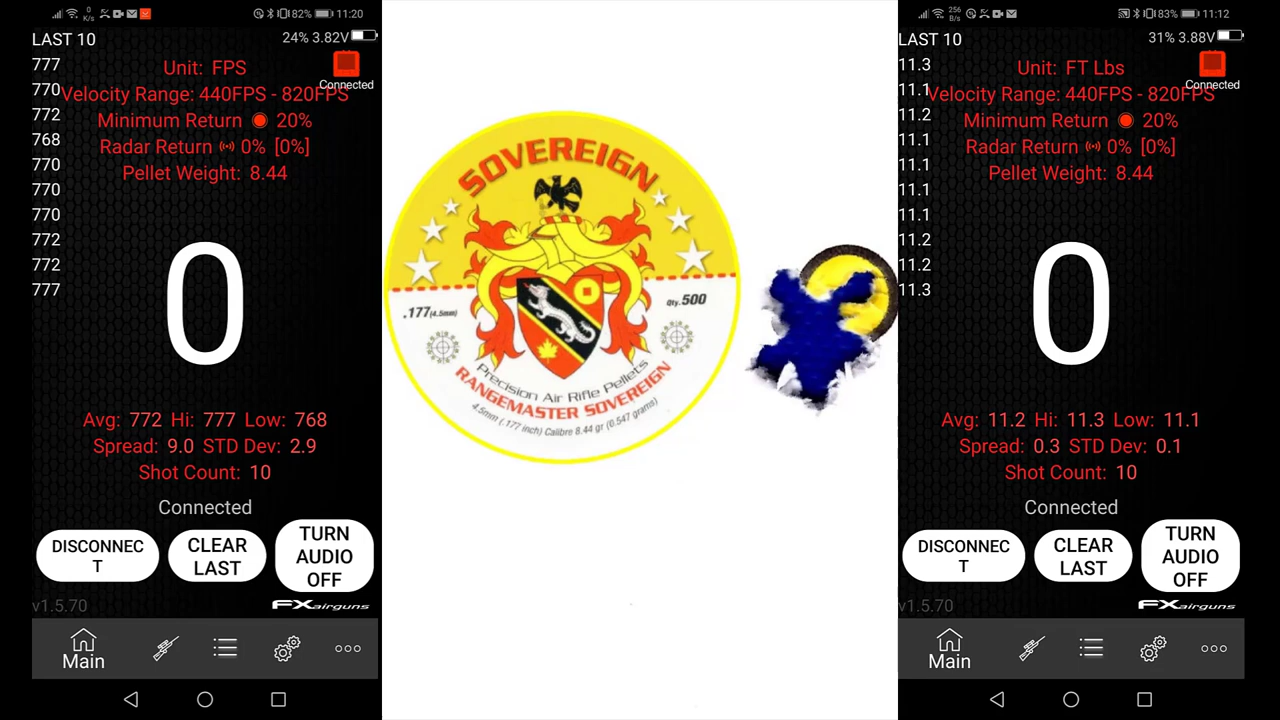 0
K/s
82%
11:20
LAST 10
24% 3.82V
777
770
772
768
770
770
770
772
772
777
Unit: FPS
Connected
Velocity Range: 440FPS - 820FPS
Minimum Return 20%
Radar Return 0% [0%]
Pellet Weight: 8.44
0
Avg: 772 Hi: 777 Low: 768
Spread: 9.0 STD Dev: 2.9
Shot Count: 10
Connected
DISCONNEC
T
CLEAR
LAST
TURN
AUDIO
OFF
v1.5.70
FX airguns
Main
SOVEREIGN
.177(4.5mm)
Qty.500
Precision Air Rifle Pellets
RANGEMASTER SOVEREIGN
4.5mm (.177 inch) Calibre 8.44 gr (0.547 grams)
256
B/s
83%
11:12
LAST 10
31% 3.88V
11.3
11.1
11.2
11.1
11.1
11.1
11.1
11.2
11.2
11.3
Unit: FT Lbs
Connected
Velocity Range: 440FPS - 820FPS
Minimum Return 20%
Radar Return 0% [0%]
Pellet Weight: 8.44
0
Avg: 11.2 Hi: 11.3 Low: 11.1
Spread: 0.3 STD Dev: 0.1
Shot Count: 10
Connected
DISCONNEC
T
CLEAR
LAST
TURN
AUDIO
OFF
v1.5.70
FX airguns
Main